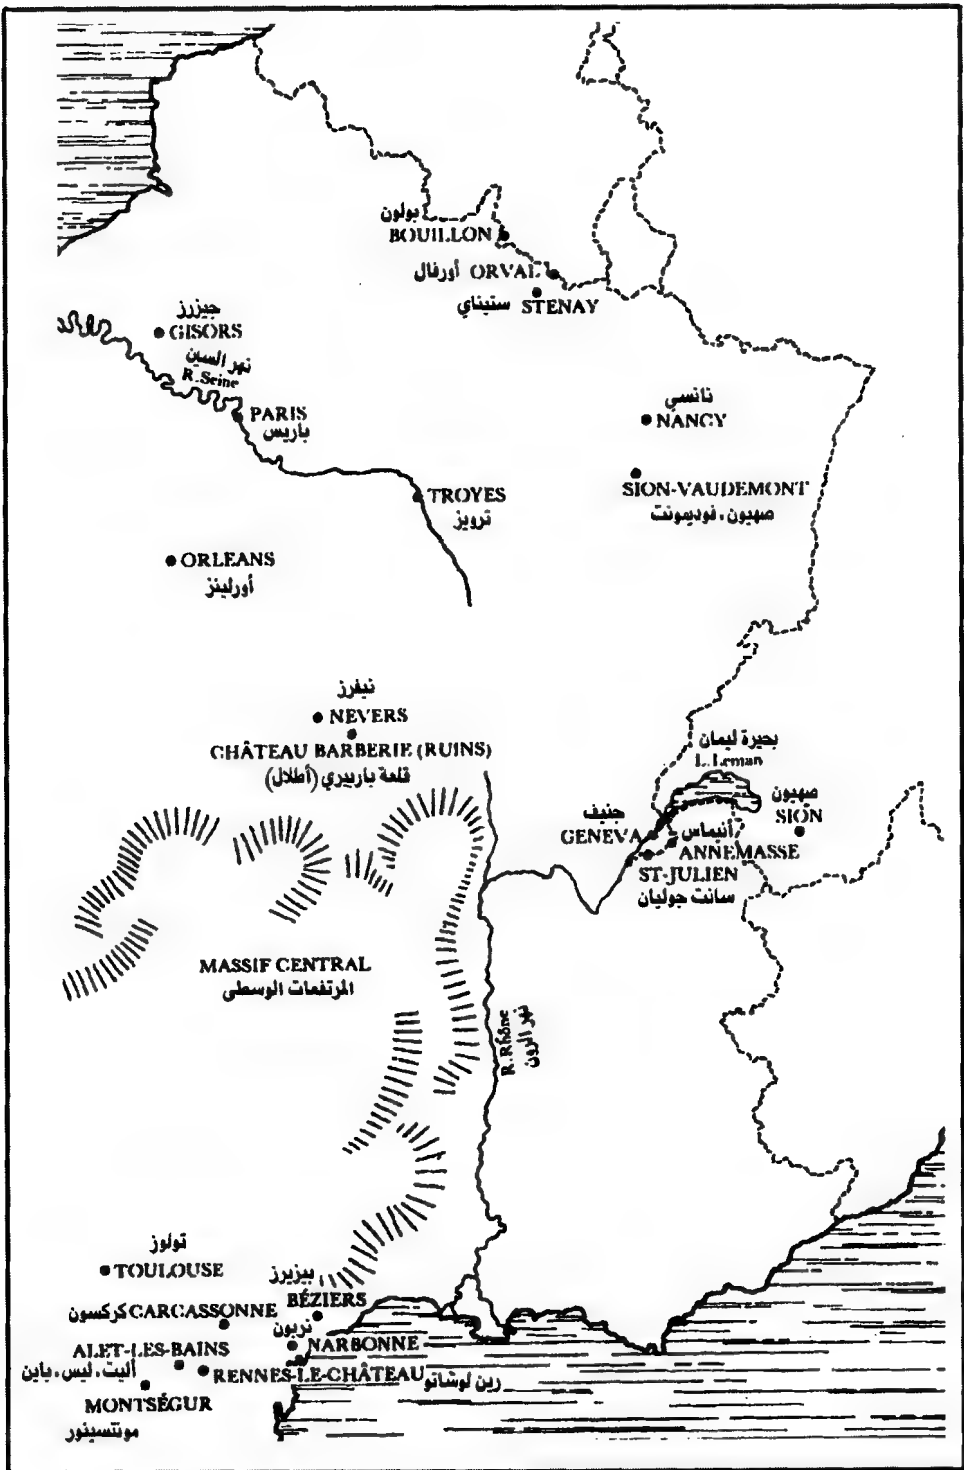 بولون
BOUILLON
أورفال ORVAL
ستيناي STENAY
جيزرز
GISORS
نهر السين
R.Seine
PARIS
باريس
نانسي
NANCY
TROYES
ترويز
SION-VAUDEMONT
صهيون، فوديمونت
ORLEANS
أورلينز
نيفرز
NEVERS
CHÂTEAU BARBERIE (RUINS)
قلعة باربيري (أطلال)
بحيرة ليمان
L.Leman
جنيف
GENEVA
صهيون
SION
أنيماس
ANNEMASSE
ST-JULIEN
سانت جوليان
MASSIF CENTRAL
المرتفعات الوسطى
R.Rhône
نهر الرون
تولوز
TOULOUSE
بيزيرز
BÉZIERS
كركسون CARCASSONNE
نربون
NARBONNE
ALET-LES-BAINS
أليت، ليس، باين
RENNES-LE-CHÂTEAU رين لوشاتو
MONTSÉGUR
مونتسينور